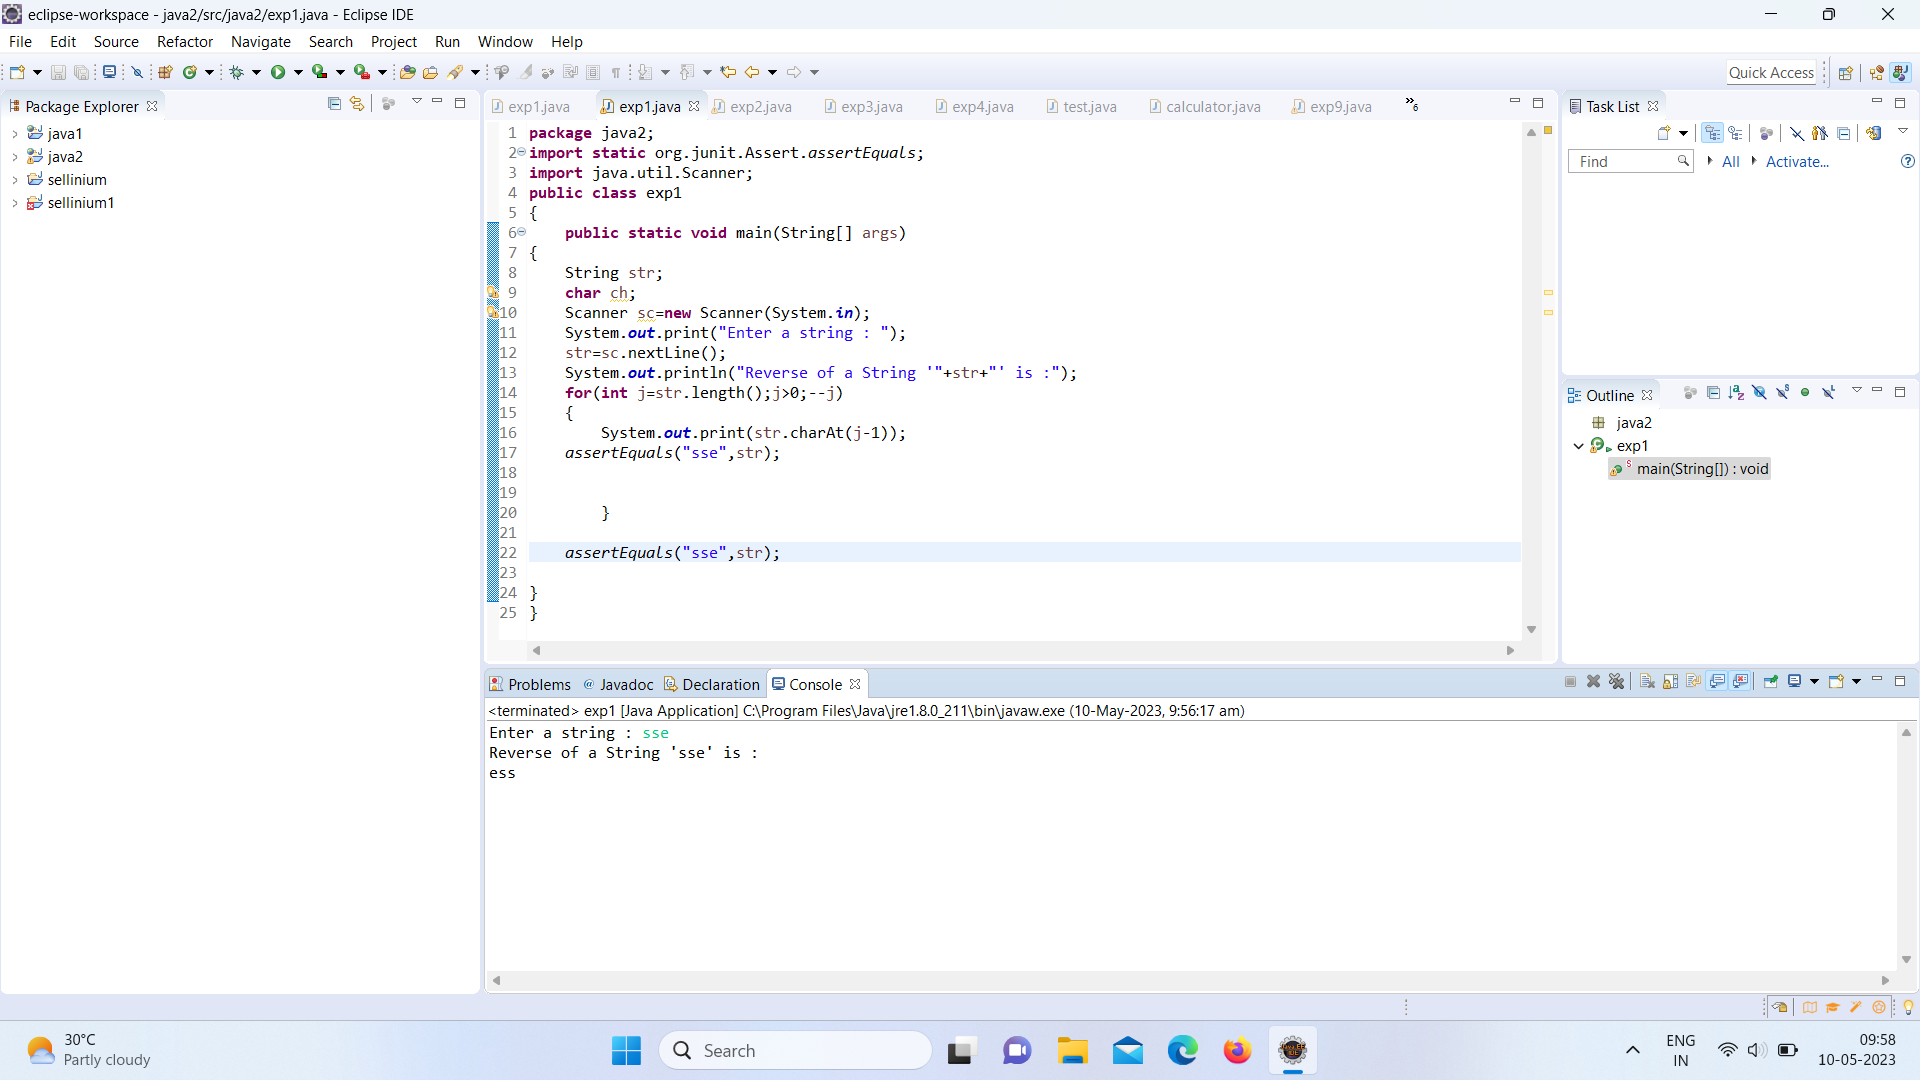 eclipse-workspace - java2/src/java2/exp1.java - Eclipse IDE
File Edit Source Refactor Navigate Search Project Run Window Help
Quick Access
Package Explorer
java1
java2
sellinium
sellinium1
exp1.java exp1.java exp2.java exp3.java exp4.java test.java calculator.java exp9.java »6
1 package java2;
2 import static org.junit.Assert.assertEquals;
3 import java.util.Scanner;
4 public class exp1
5 {
6 public static void main(String[] args)
7 {
8 String str;
9 char ch;
10 Scanner sc=new Scanner(System.in);
11 System.out.print("Enter a string : ");
12 str=sc.nextLine();
13 System.out.println("Reverse of a String '"+str+"' is :");
14 for(int j=str.length();j>0;--j)
15 {
16 System.out.print(str.charAt(j-1));
17 assertEquals("sse",str);
18
19
20 }
21
22 assertEquals("sse",str);
23
24 }
25 }
Task List
Find All Activate...
Outline
java2
exp1
main(String[]) : void
Problems @ Javadoc Declaration Console
<terminated> exp1 [Java Application] C:\Program Files\Java\jre1.8.0_211\bin\javaw.exe (10-May-2023, 9:56:17 am)
Enter a string : sse
Reverse of a String 'sse' is :
ess
30°C
Partly cloudy
Search
ENG
IN
09:58
10-05-2023